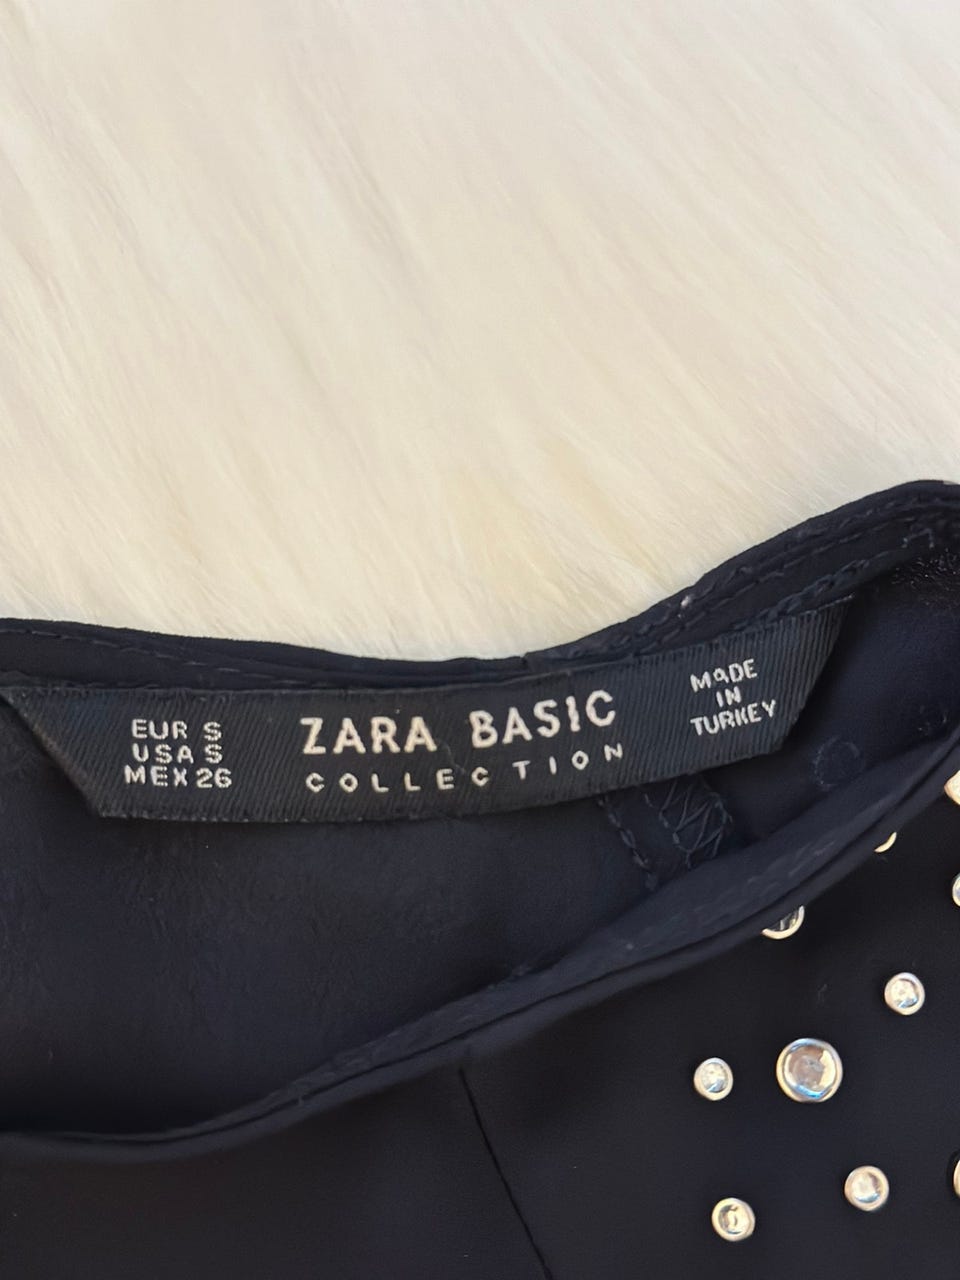 EUR S
USA S
MEX 26
ZARA BASIC
COLLECTION
MADE
IN
TURKEY